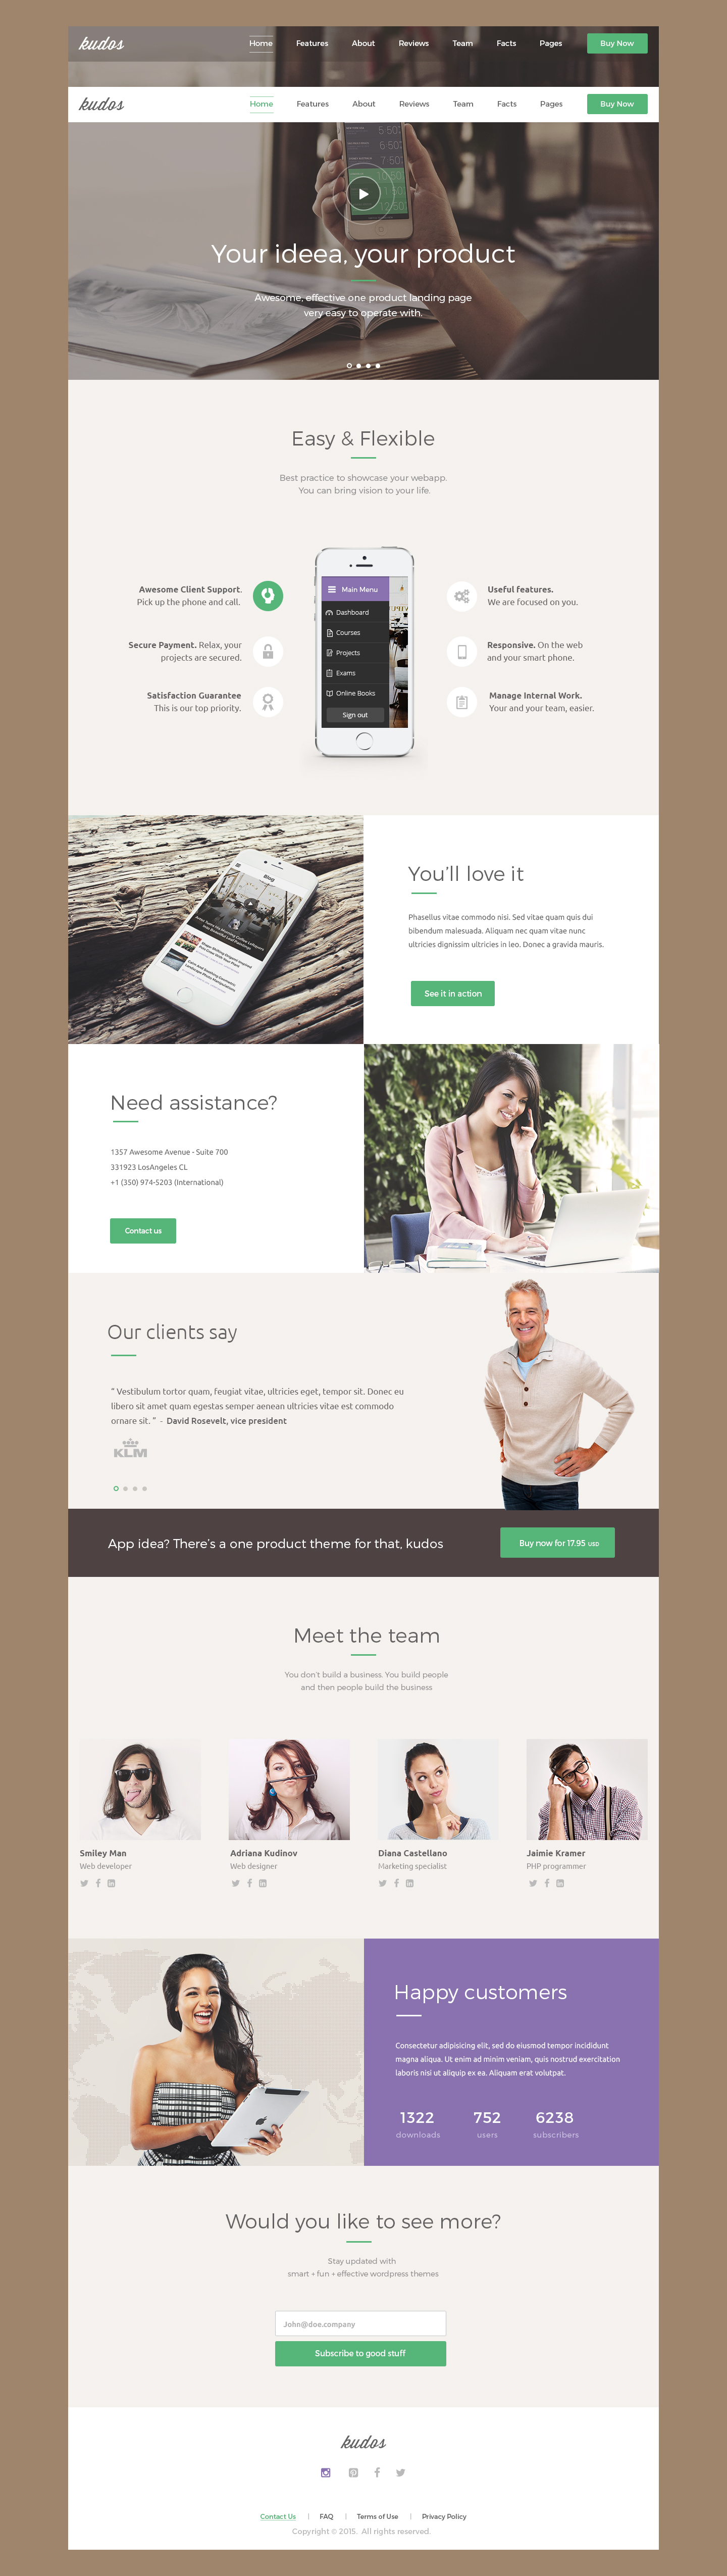 kudos Home Features About Reviews Team Facts Pages Buy Now
kudos Home Features About Reviews Team Facts Pages Buy Now
Your ideea, your product
Awesome, effective one product landing page
very easy to operate with.
Easy & Flexible
Best practice to showcase your webapp.
You can bring vision to your life.
Awesome Client Support.
Pick up the phone and call.
Secure Payment. Relax, your
projects are secured.
Satisfaction Guarantee
This is our top priority.
Main Menu
Dashboard
Courses
Projects
Exams
Online Books
Sign out
Useful features.
We are focused on you.
Responsive. On the web
and your smart phone.
Manage Internal Work.
Your and your team, easier.
Blog
You'll love it
Phasellus vitae commodo nisi. Sed vitae quam quis dui
bibendum malesuada. Aliquam nec quam vitae nunc
ultricies dignissim ultricies in leo. Donec a gravida mauris.
See it in action
Need assistance?
1357 Awesome Avenue - Suite 700
331923 LosAngeles CL
+1 (350) 974-5203 (International)
Contact us
Our clients say
" Vestibulum tortor quam, feugiat vitae, ultricies eget, tempor sit. Donec eu
libero sit amet quam egestas semper aenean ultricies vitae est commodo
ornare sit. " - David Rosevelt, vice president
KLM
App idea? There's a one product theme for that, kudos
Buy now for 17.95 USD
Meet the team
You don't build a business. You build people
and then people build the business
Smiley Man
Web developer
Adriana Kudinov
Web designer
Diana Castellano
Marketing specialist
Jaimie Kramer
PHP programmer
Happy customers
Consectetur adipisicing elit, sed do eiusmod tempor incididunt
magna aliqua. Ut enim ad minim veniam, quis nostrud exercitation
laboris nisi ut aliquip ex ea. Aliquam erat volutpat.
1322 752 6238
downloads users subscribers
Would you like to see more?
Stay updated with
smart + fun + effective wordpress themes
John@doe.company
Subscribe to good stuff
kudos
Contact Us | FAQ | Terms of Use | Privacy Policy
Copyright © 2015. All rights reserved.